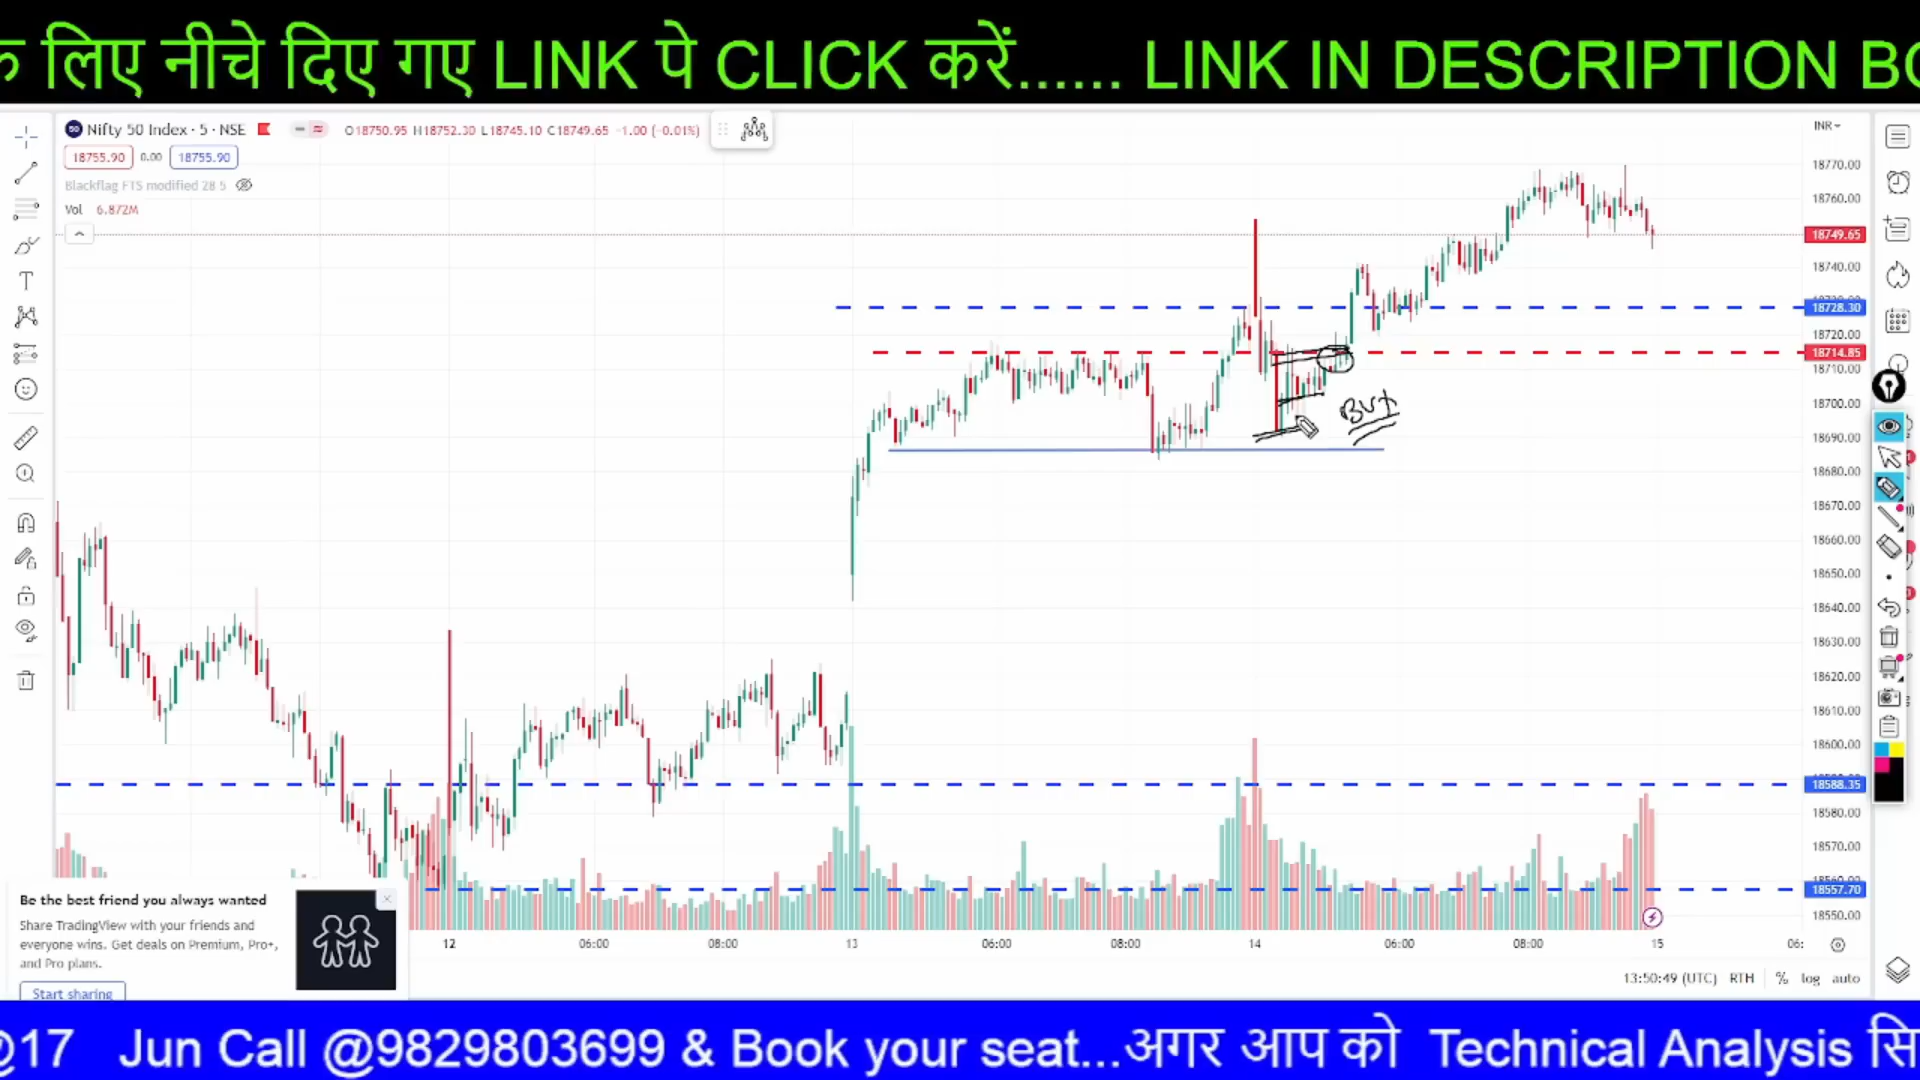 के लिए नीचे दिए गए LINK पे CLICK करें...... LINK IN DESCRIPTION BO
Nifty 50 Index · 5 · NSE O18750.95 H18752.30 L18745.10 C18749.65 -1.00 (-0.01%)
INR
18755.90 0.00 18755.90
Blackflag FTS modified 28 5
Vol 6.872M
18770.00
18760.00
18749.65
18740.00
18728.30
18720.00
18714.85
18710.00
18700.00
BUY
18690.00
18680.00
18670.00
18660.00
18650.00
18640.00
18630.00
18620.00
18610.00
18600.00
18588.35
18580.00
18570.00
18557.70
18550.00
Be the best friend you always wanted
Share TradingView with your friends and
everyone wins. Get deals on Premium, Pro+,
and Pro plans.
Start sharing
12 06:00 08:00 13 06:00 08:00 14 06:00 08:00 15 06:
13:50:49 (UTC) RTH % log auto
@17 Jun Call @9829803699 & Book your seat...अगर आप को Technical Analysis सि